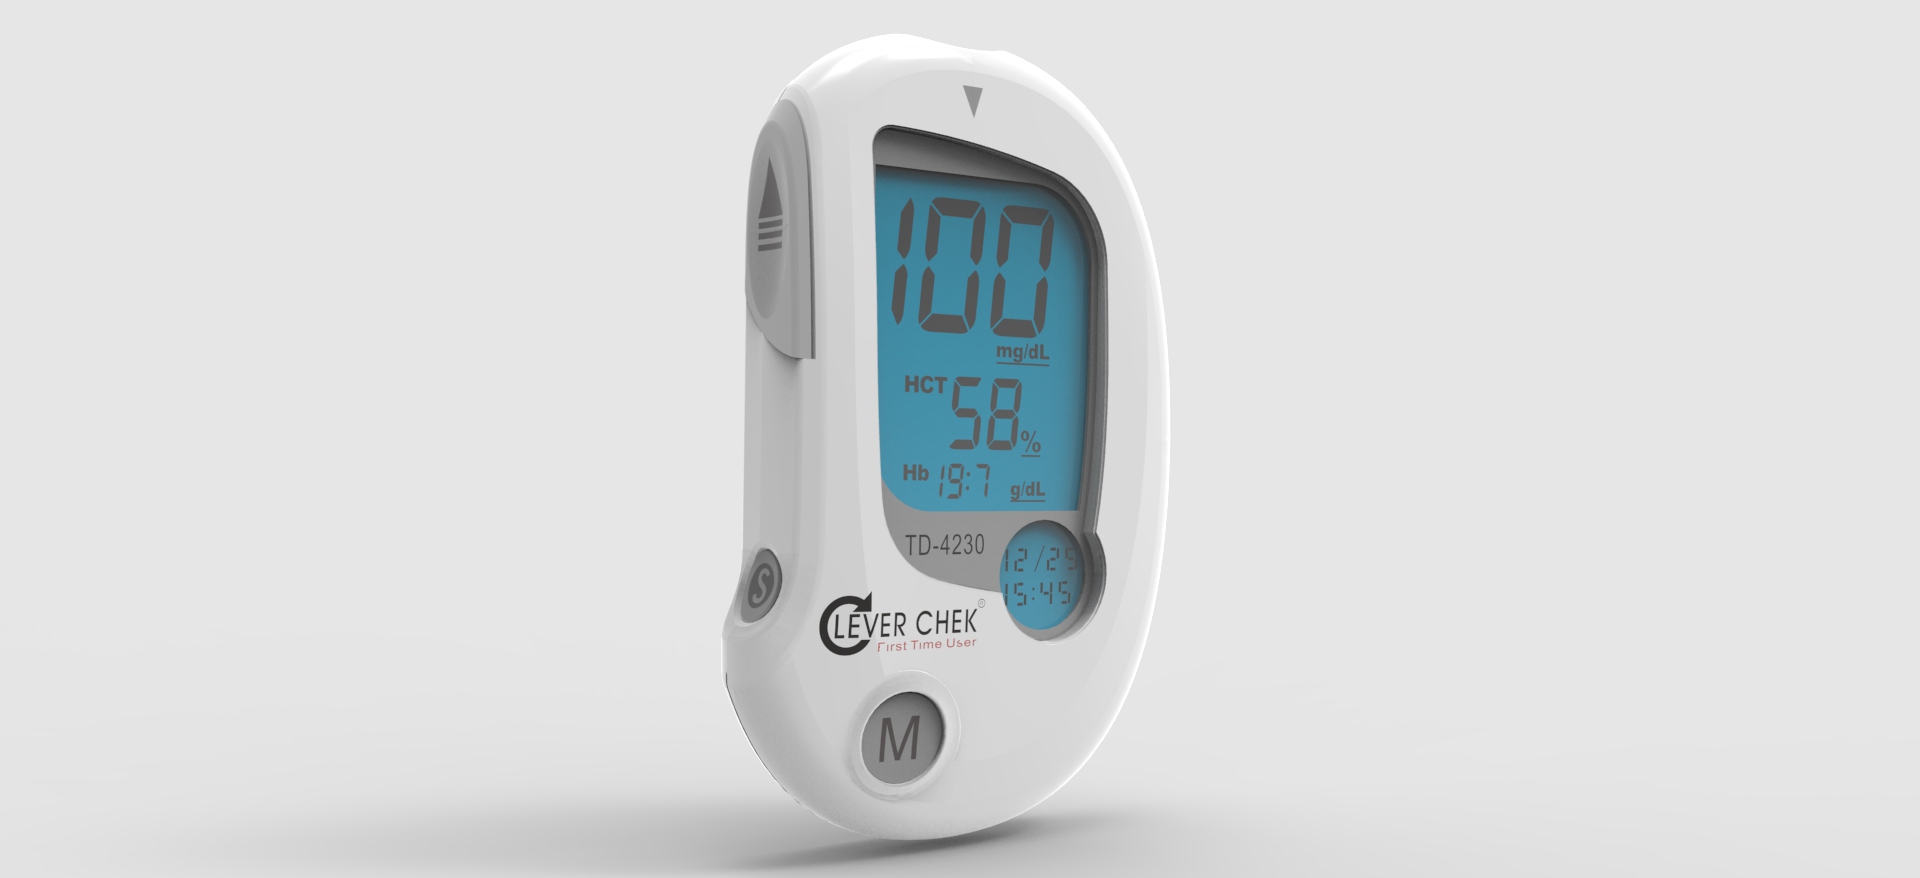 100
mg/dL
HCT 58 %
Hb 19:7 g/dL
TD-4230
12/25
15:45
CLEVER CHEK®
First Time User
S
M